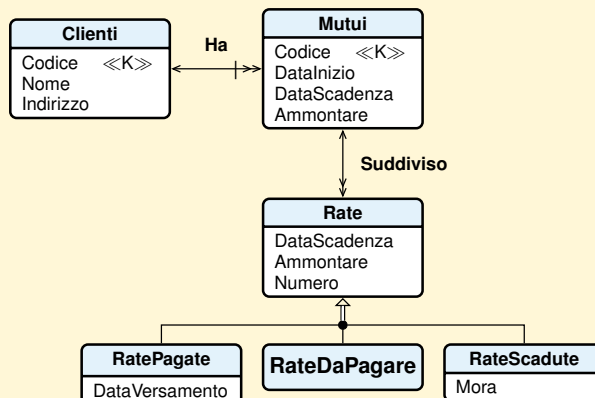 Clienti
Codice ≪K≫
Nome
Indirizzo
Ha
Mutui
Codice ≪K≫
DataInizio
DataScadenza
Ammontare
Suddiviso
Rate
DataScadenza
Ammontare
Numero
RatePagate
DataVersamento
RateDaPagare
RateScadute
Mora